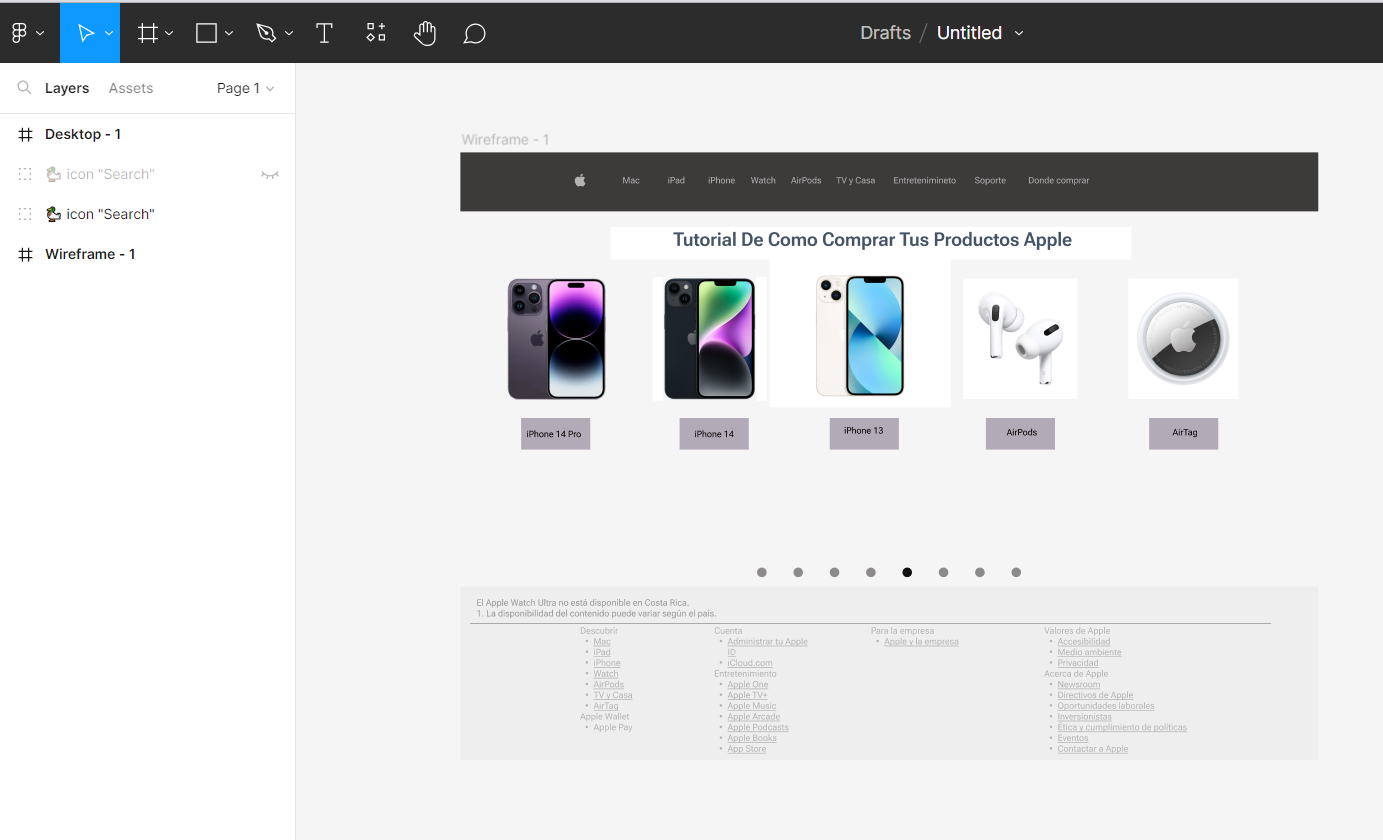 Drafts / Untitled
Layers Assets Page 1
Desktop - 1
icon "Search"
icon "Search"
Wireframe - 1
Wireframe - 1
Mac iPad iPhone Watch AirPods TV y Casa Entretenimineto Soporte Donde comprar
Tutorial De Como Comprar Tus Productos Apple
iPhone 14 Pro iPhone 14 iPhone 13 AirPods AirTag
El Apple Watch Ultra no está disponible en Costa Rica.
1. La disponibilidad del contenido puede variar según el país.
Descubrir
• Mac
• iPad
• iPhone
• Watch
• AirPods
• TV y Casa
• AirTag
Apple Wallet
• Apple Pay
Cuenta
• Administrar tu Apple
ID
• iCloud.com
Entretenimiento
• Apple One
• Apple TV+
• Apple Music
• Apple Arcade
• Apple Podcasts
• Apple Books
• App Store
Para la empresa
• Apple y la empresa
Valores de Apple
• Accesibilidad
• Medio ambiente
• Privacidad
Acerca de Apple
• Newsroom
• Directivos de Apple
• Oportunidades laborales
• Inversionistas
• Ética y cumplimiento de políticas
• Eventos
• Contactar a Apple